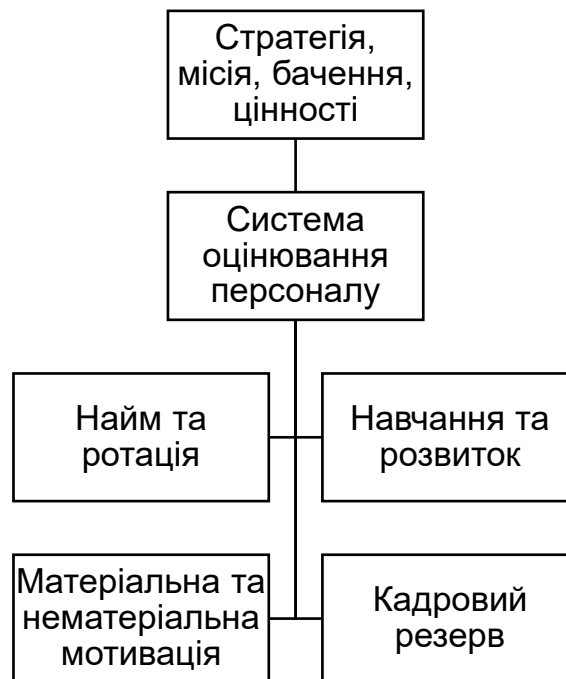 Стратегія,
місія, бачення,
цінності
Система
оцінювання
персоналу
Найм та
ротація
Навчання та
розвиток
Матеріальна та
нематеріальна
мотивація
Кадровий
резерв